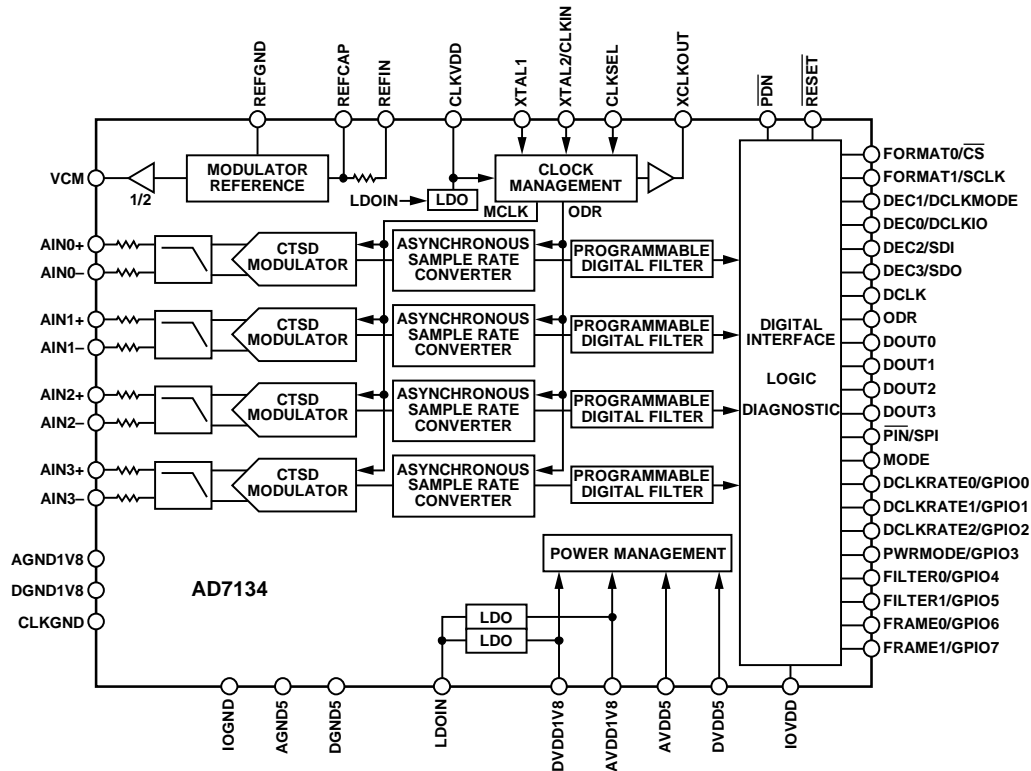 REFGND
REFCAP
REFIN
CLKVDD
XTAL1
XTAL2/CLKIN
CLKSEL
XCLKOUT
PDN
RESET
VCM
1/2
MODULATOR
REFERENCE
LDOIN
LDO
CLOCK
MANAGEMENT
MCLK
ODR
AIN0+
AIN0–
CTSD
MODULATOR
ASYNCHRONOUS
SAMPLE RATE
CONVERTER
PROGRAMMABLE
DIGITAL FILTER
AIN1+
AIN1–
CTSD
MODULATOR
ASYNCHRONOUS
SAMPLE RATE
CONVERTER
PROGRAMMABLE
DIGITAL FILTER
AIN2+
AIN2–
CTSD
MODULATOR
ASYNCHRONOUS
SAMPLE RATE
CONVERTER
PROGRAMMABLE
DIGITAL FILTER
AIN3+
AIN3–
CTSD
MODULATOR
ASYNCHRONOUS
SAMPLE RATE
CONVERTER
PROGRAMMABLE
DIGITAL FILTER
DIGITAL
INTERFACE
LOGIC
DIAGNOSTIC
FORMAT0/CS
FORMAT1/SCLK
DEC1/DCLKMODE
DEC0/DCLKIO
DEC2/SDI
DEC3/SDO
DCLK
ODR
DOUT0
DOUT1
DOUT2
DOUT3
PIN/SPI
MODE
DCLKRATE0/GPIO0
DCLKRATE1/GPIO1
DCLKRATE2/GPIO2
PWRMODE/GPIO3
FILTER0/GPIO4
FILTER1/GPIO5
FRAME0/GPIO6
FRAME1/GPIO7
AGND1V8
DGND1V8
CLKGND
AD7134
POWER MANAGEMENT
LDO
LDO
IOGND
AGND5
DGND5
LDOIN
DVDD1V8
AVDD1V8
AVDD5
DVDD5
IOVDD